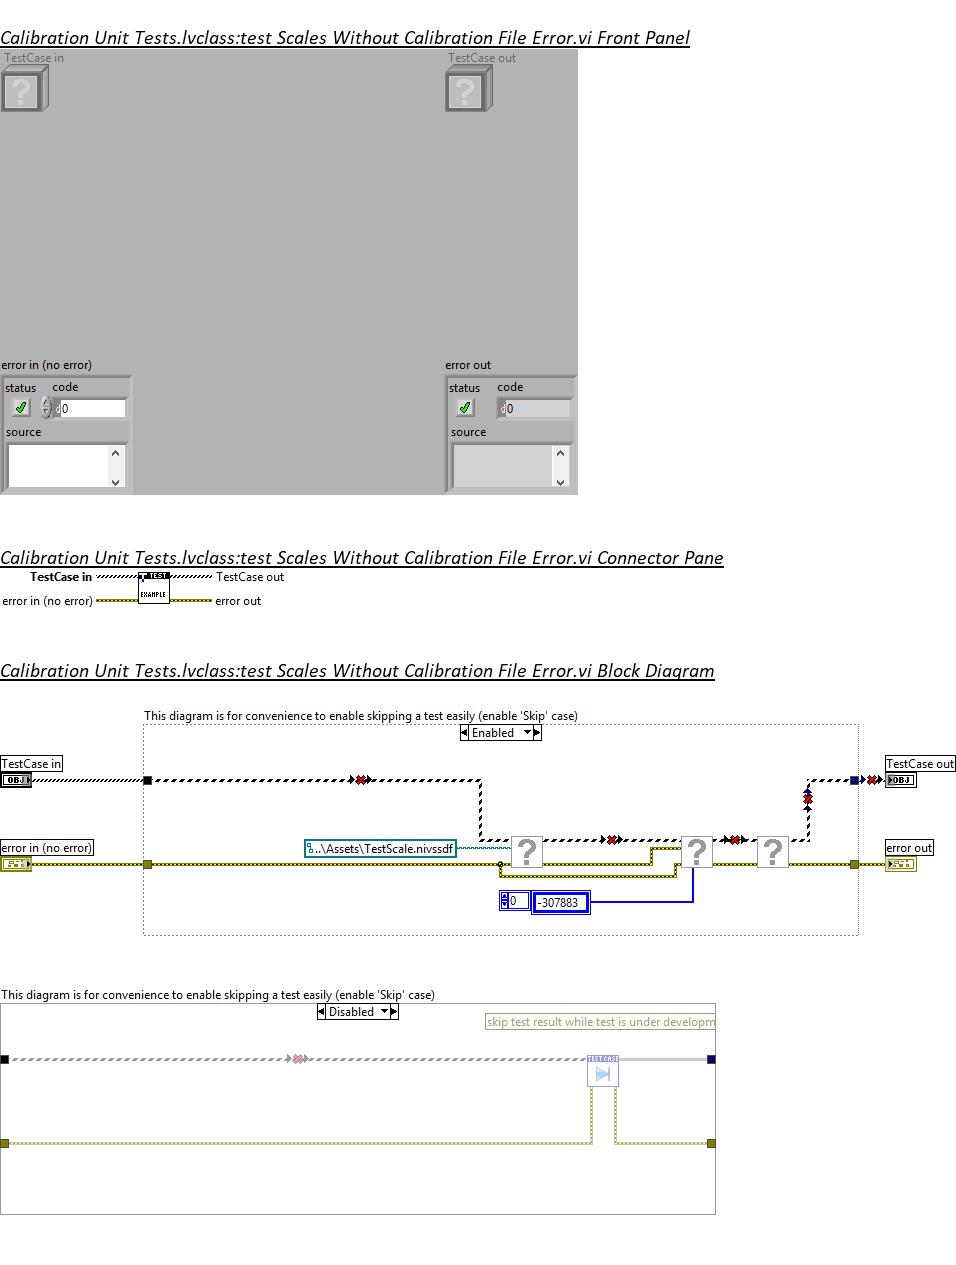 Calibration Unit Tests.lvclass:test Scales Without Calibration File Error.vi Front Panel
TestCase in
TestCase out
?
?
error in (no error)
error out
status
code
status
code
d
0
d
0
source
source
Calibration Unit Tests.lvclass:test Scales Without Calibration File Error.vi Connector Pane
TestCase in
TEST
TestCase out
error in (no error)
EXAMPLE
error out
Calibration Unit Tests.lvclass:test Scales Without Calibration File Error.vi Block Diagram
This diagram is for convenience to enable skipping a test easily (enable 'Skip' case)
Enabled
TestCase in
TestCase out
OBJ
OBJ
error in (no error)
..\Assets\TestScale.nivssdf
?
?
?
error out
0
-307883
This diagram is for convenience to enable skipping a test easily (enable 'Skip' case)
Disabled
skip test result while test is under developm
TEST CASE